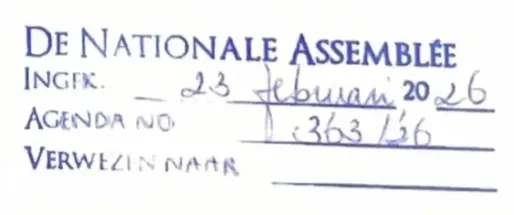 DE NATIONALE ASSEMBLÉE
INGEK. 23 februari 2026
AGENDA NO 363/26
VERWEZEN NAAR